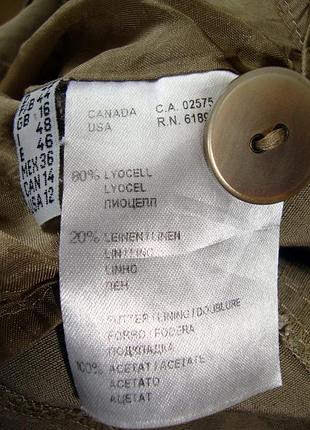 GB 16
I 48
E 46
MEX 36
CAN 14
USA 12
CANADA C.A. 02575
USA R.N. 6189
80% LYOCELL
LYOCEL
ЛИОЦЕЛЛ
20% LEINEN/LINEN
LIN/LINO
LINHO
ЛЕН
FUTTER/LINING/DOUBLURE
FORRO/FODERA
ПОДКЛАДКА
100% ACETAT/ACETATE
ACETATO
АЦЕТАТ